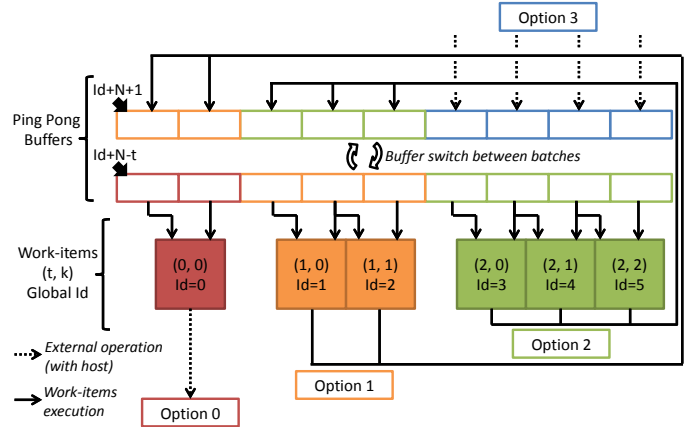 Option 3
Id+N+1
Ping Pong
Buffers
Id+N-t
Buffer switch between batches
Work-items
(t, k)
Global Id
(0, 0)
Id=0
(1, 0)
Id=1
(1, 1)
Id=2
(2, 0)
Id=3
(2, 1)
Id=4
(2, 2)
Id=5
External operation
(with host)
Work-items
execution
Option 0
Option 1
Option 2